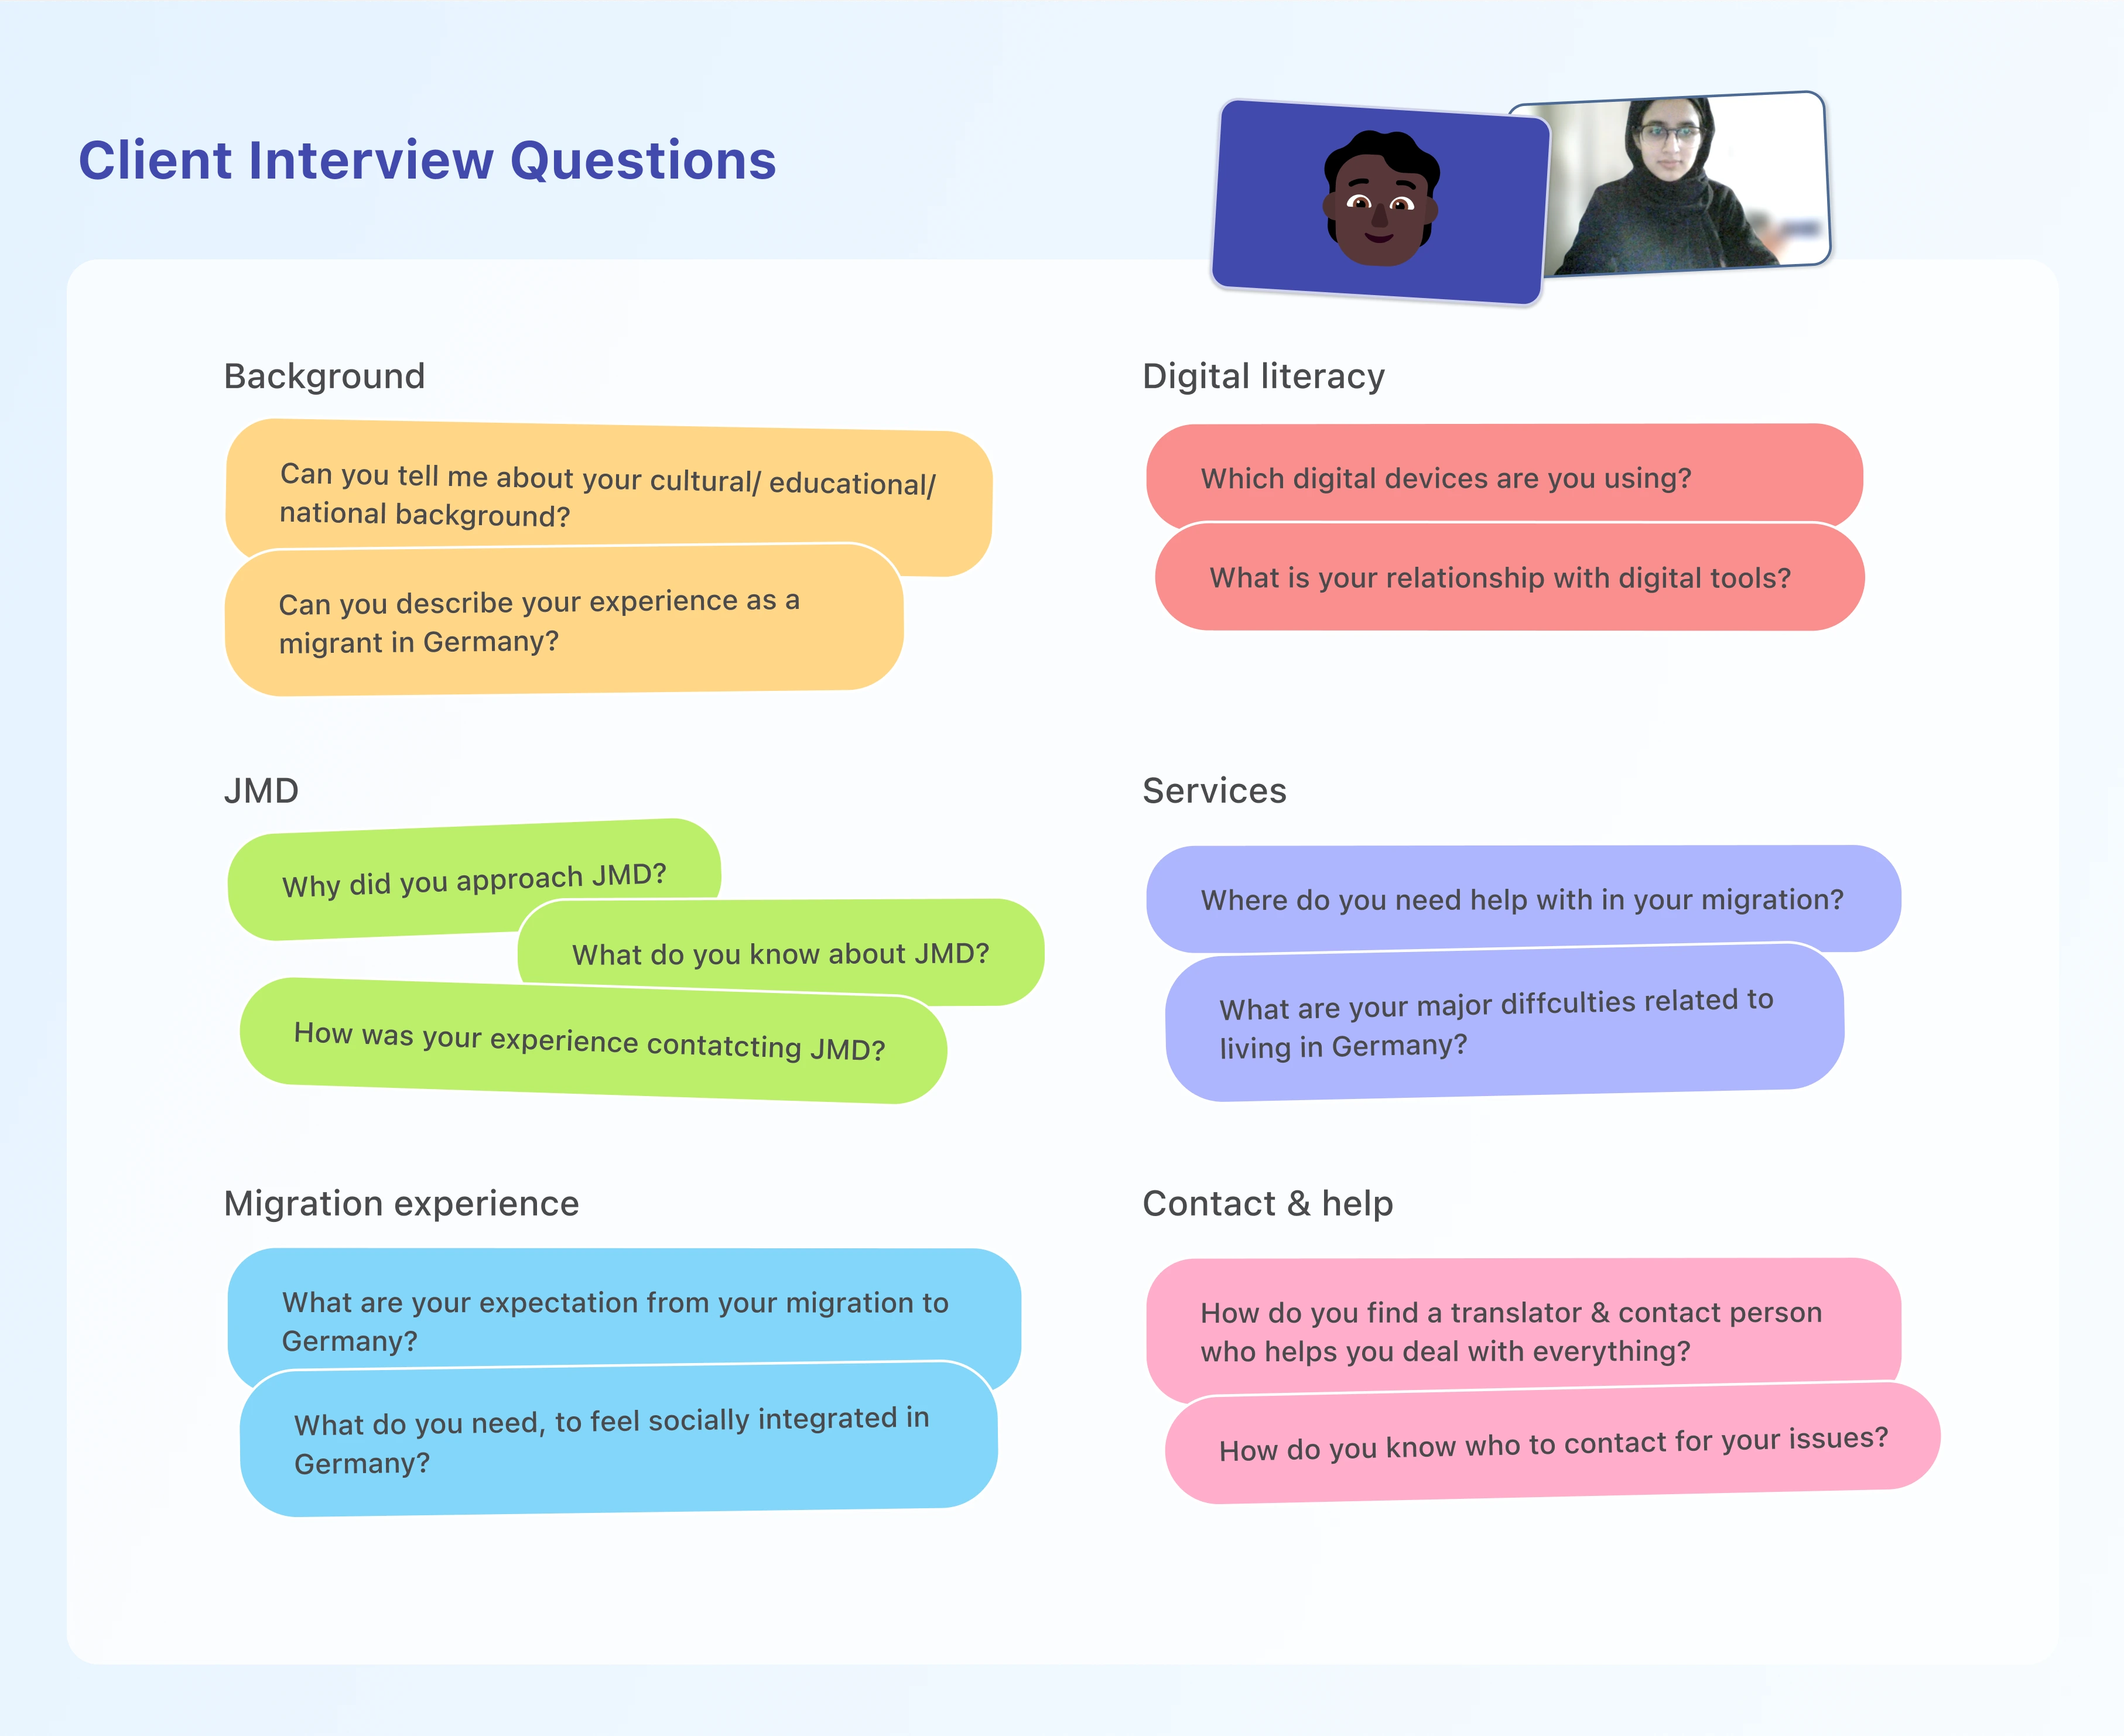 Client Interview Questions
Background
Can you tell me about your cultural/ educational/
national background?
Can you describe your experience as a
migrant in Germany?
Digital literacy
Which digital devices are you using?
What is your relationship with digital tools?
JMD
Why did you approach JMD?
What do you know about JMD?
How was your experience contatcting JMD?
Services
Where do you need help with in your migration?
What are your major diffculties related to
living in Germany?
Migration experience
What are your expectation from your migration to
Germany?
What do you need, to feel socially integrated in
Germany?
Contact & help
How do you find a translator & contact person
who helps you deal with everything?
How do you know who to contact for your issues?